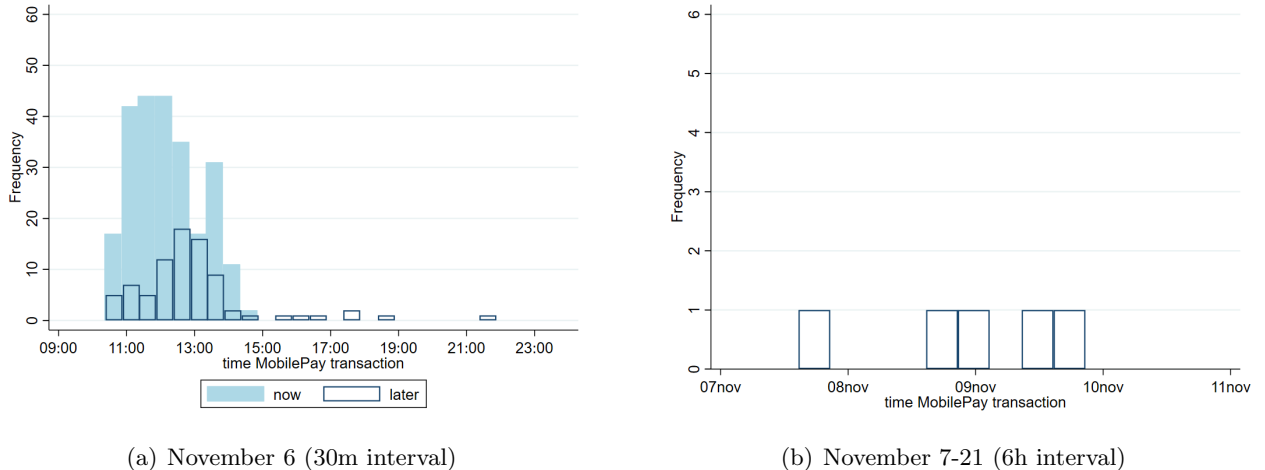 60
50
40
30
20
10
0
Frequency
09:00 11:00 13:00 15:00 17:00 19:00 21:00 23:00
time MobilePay transaction
now later
(a) November 6 (30m interval)
6
5
4
3
2
1
0
Frequency
07nov 08nov 09nov 10nov 11nov
time MobilePay transaction
(b) November 7-21 (6h interval)